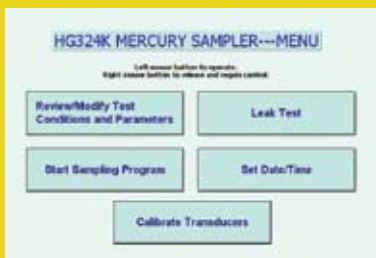 HG324K MERCURY SAMPLER---MENU
Left mouse button to operate.
Right mouse button to release and regain control.
Review/Modify Test
Conditions and Parameters
Leak Test
Start Sampling Program
Set Date/Time
Calibrate Transducers